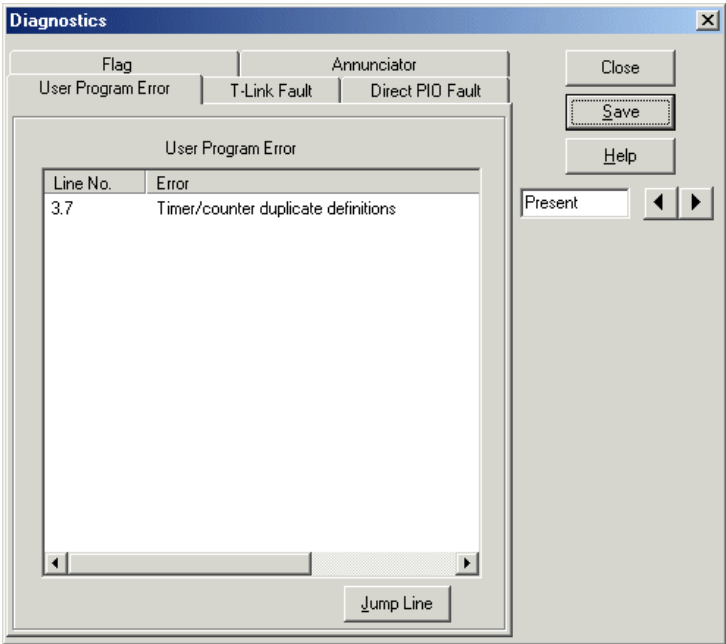 Diagnostics
Flag
Annunciator
User Program Error
T-Link Fault
Direct PIO Fault
User Program Error
Line No.
Error
3.7
Timer/counter duplicate definitions
Jump Line
Close
Save
Help
Present